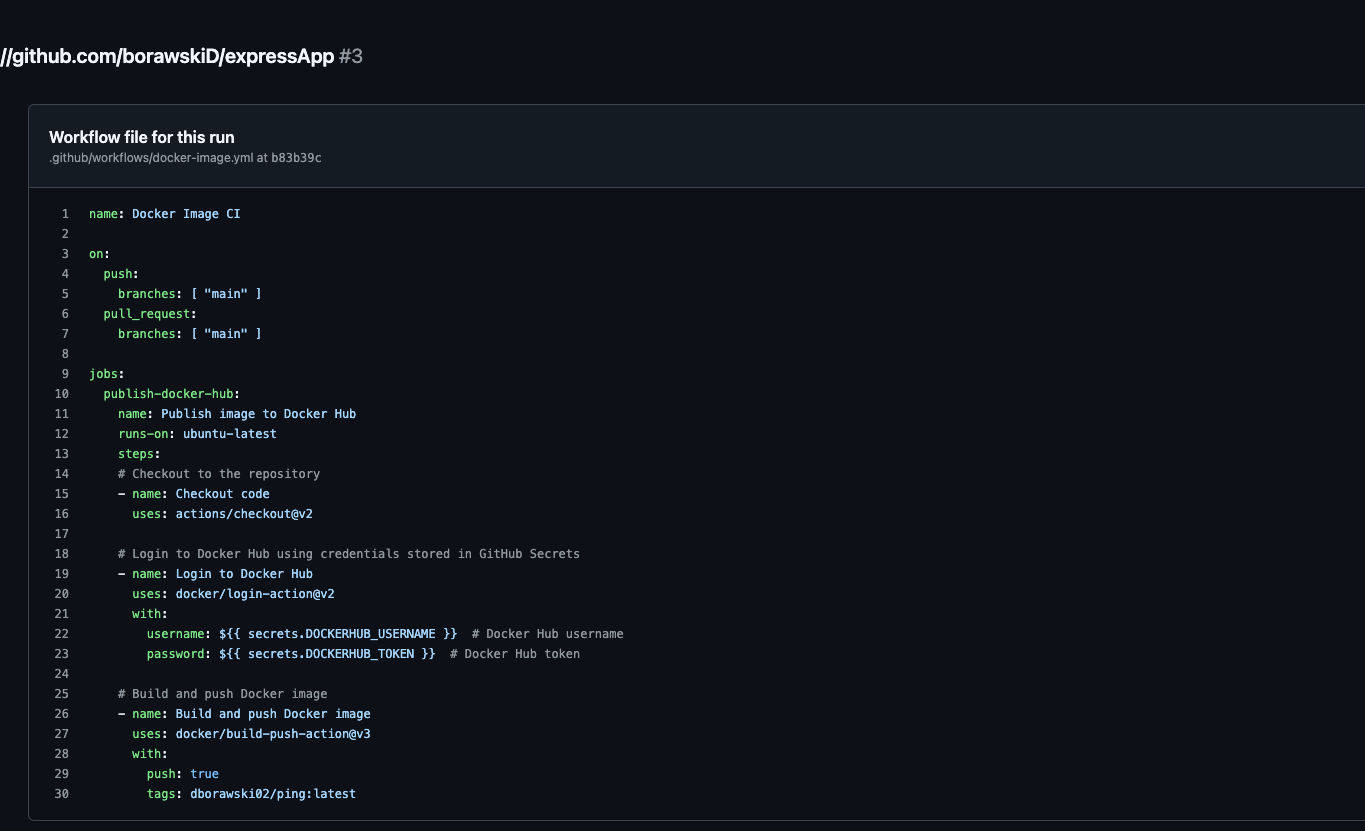 //github.com/borawskiD/expressApp #3
Workflow file for this run
.github/workflows/docker-image.yml at b83b39c
1 name: Docker Image CI
2
3 on:
4   push:
5     branches: [ "main" ]
6   pull_request:
7     branches: [ "main" ]
8
9 jobs:
10   publish-docker-hub:
11     name: Publish image to Docker Hub
12     runs-on: ubuntu-latest
13     steps:
14     # Checkout to the repository
15     - name: Checkout code
16       uses: actions/checkout@v2
17
18     # Login to Docker Hub using credentials stored in GitHub Secrets
19     - name: Login to Docker Hub
20       uses: docker/login-action@v2
21       with:
22         username: ${{ secrets.DOCKERHUB_USERNAME }}  # Docker Hub username
23         password: ${{ secrets.DOCKERHUB_TOKEN }}  # Docker Hub token
24
25     # Build and push Docker image
26     - name: Build and push Docker image
27       uses: docker/build-push-action@v3
28       with:
29         push: true
30         tags: dborawski02/ping:latest